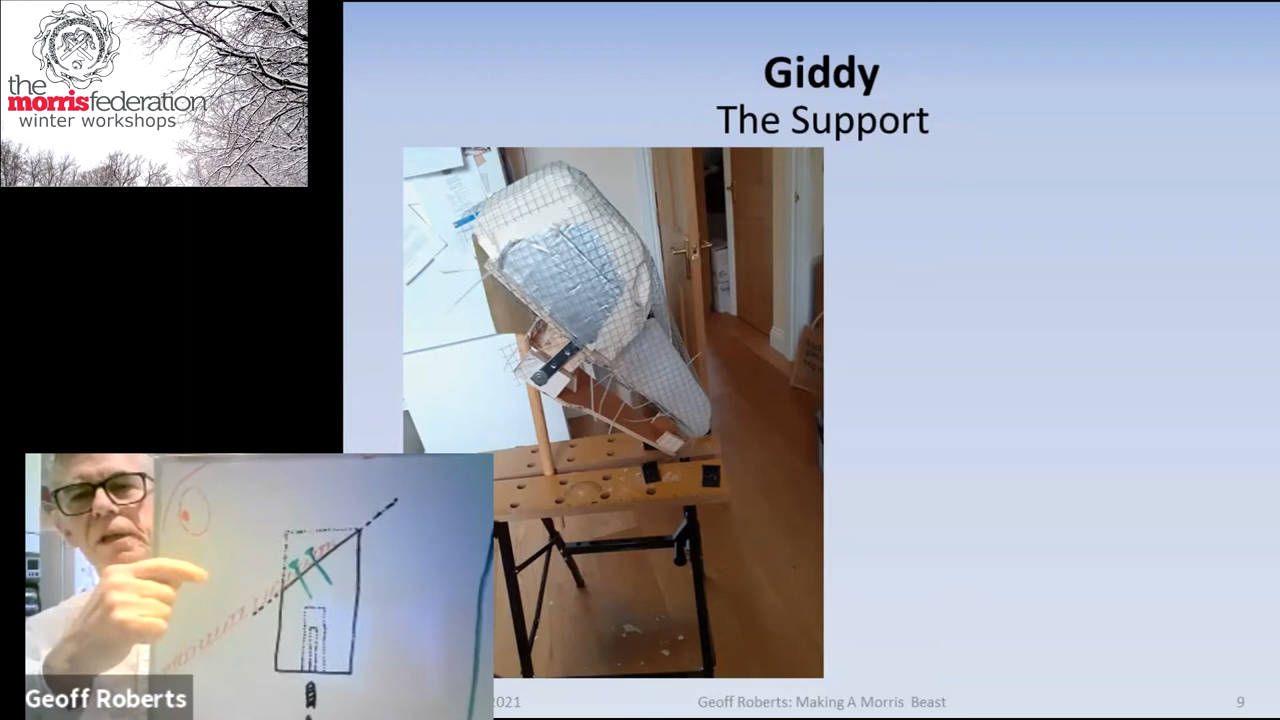 the
morrisfederation
winter workshops
Giddy
The Support
Geoff Roberts
2021
Geoff Roberts: Making A Morris Beast
9